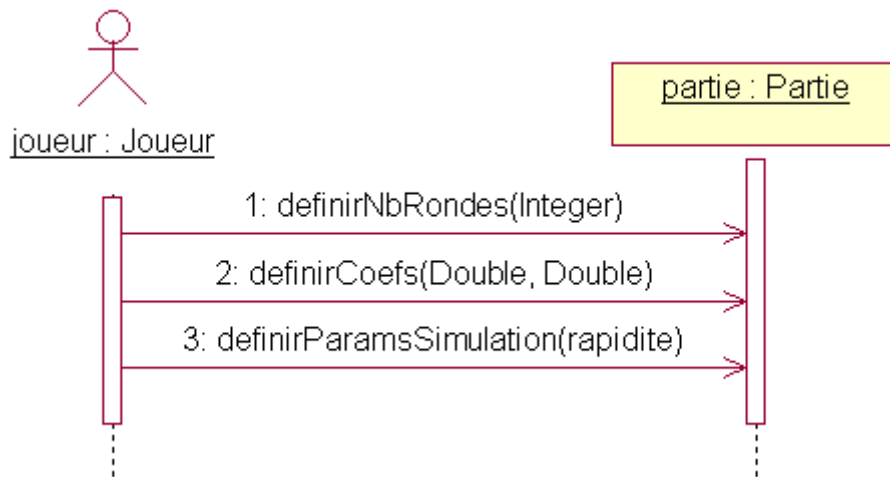 partie : Partie
joueur : Joueur
1: definirNbRondes(Integer)
2: definirCoefs(Double, Double)
3: definirParamsSimulation(rapidite)